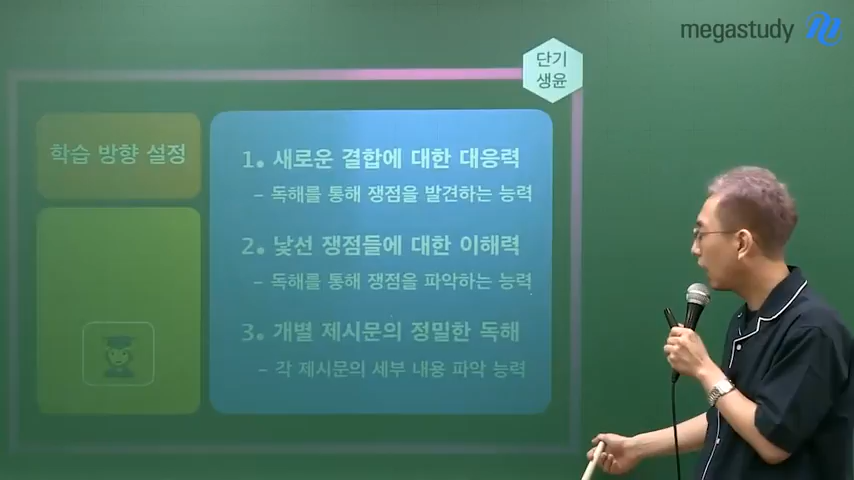 megastudy
단기
생윤
학습 방향 설정
1. 새로운 결합에 대한 대응력
- 독해를 통해 쟁점을 발견하는 능력
2. 낯선 쟁점들에 대한 이해력
- 독해를 통해 쟁점을 파악하는 능력
3. 개별 제시문의 정밀한 독해
- 각 제시문의 세부 내용 파악 능력